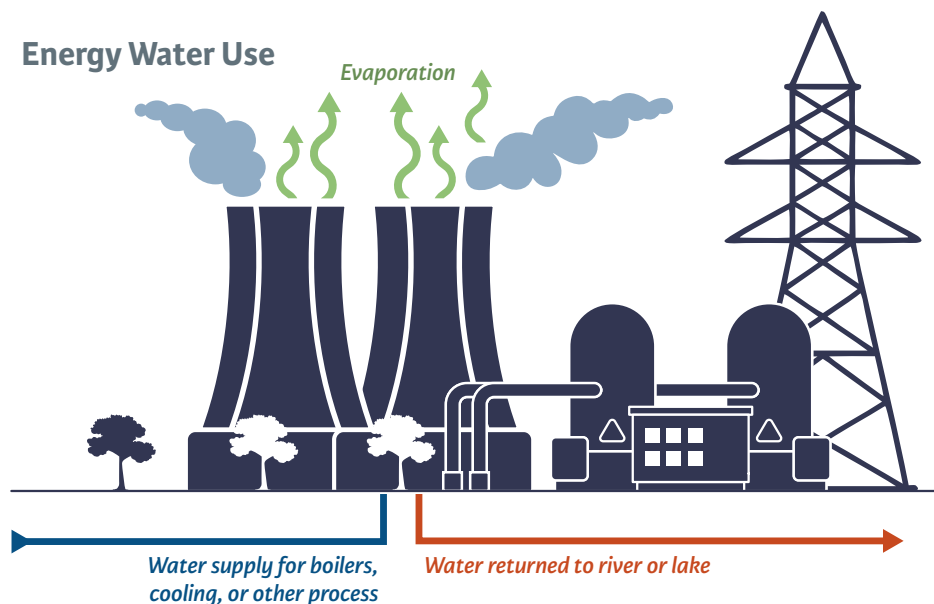 Energy Water Use
Evaporation
Water supply for boilers,
cooling, or other process
Water returned to river or lake